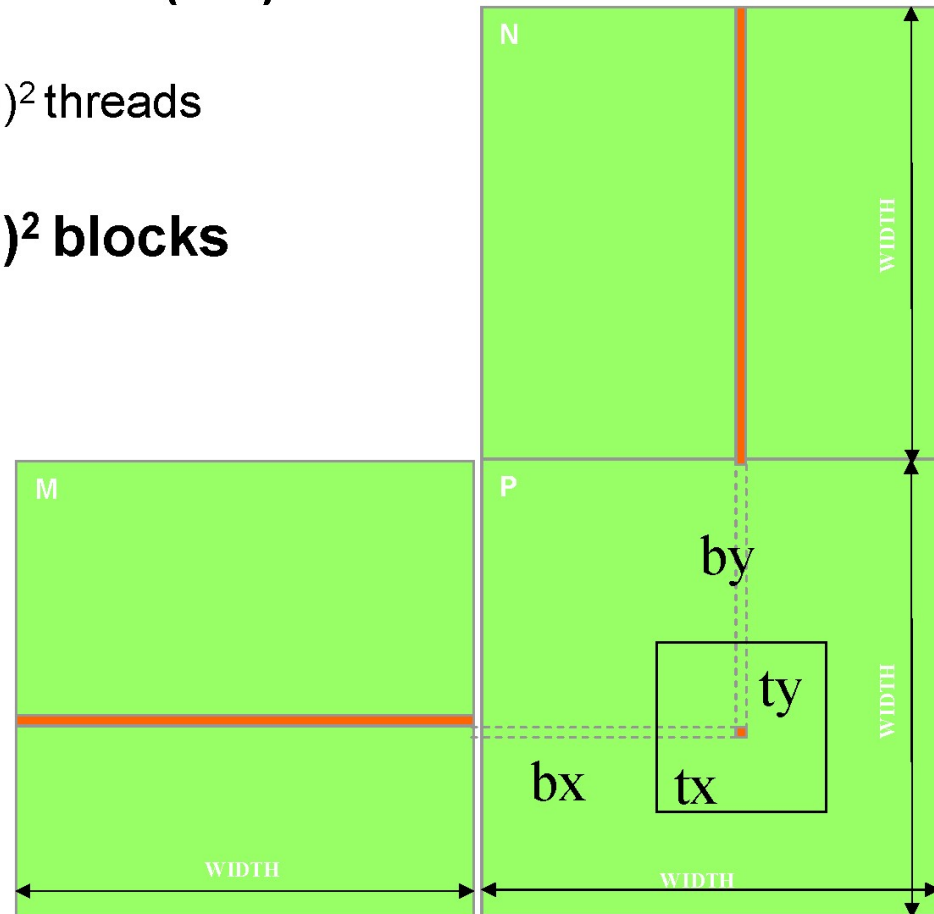 )² threads
)² blocks
N
WIDTH
M
P
by
WIDTH
ty
bx
tx
WIDTH
WIDTH